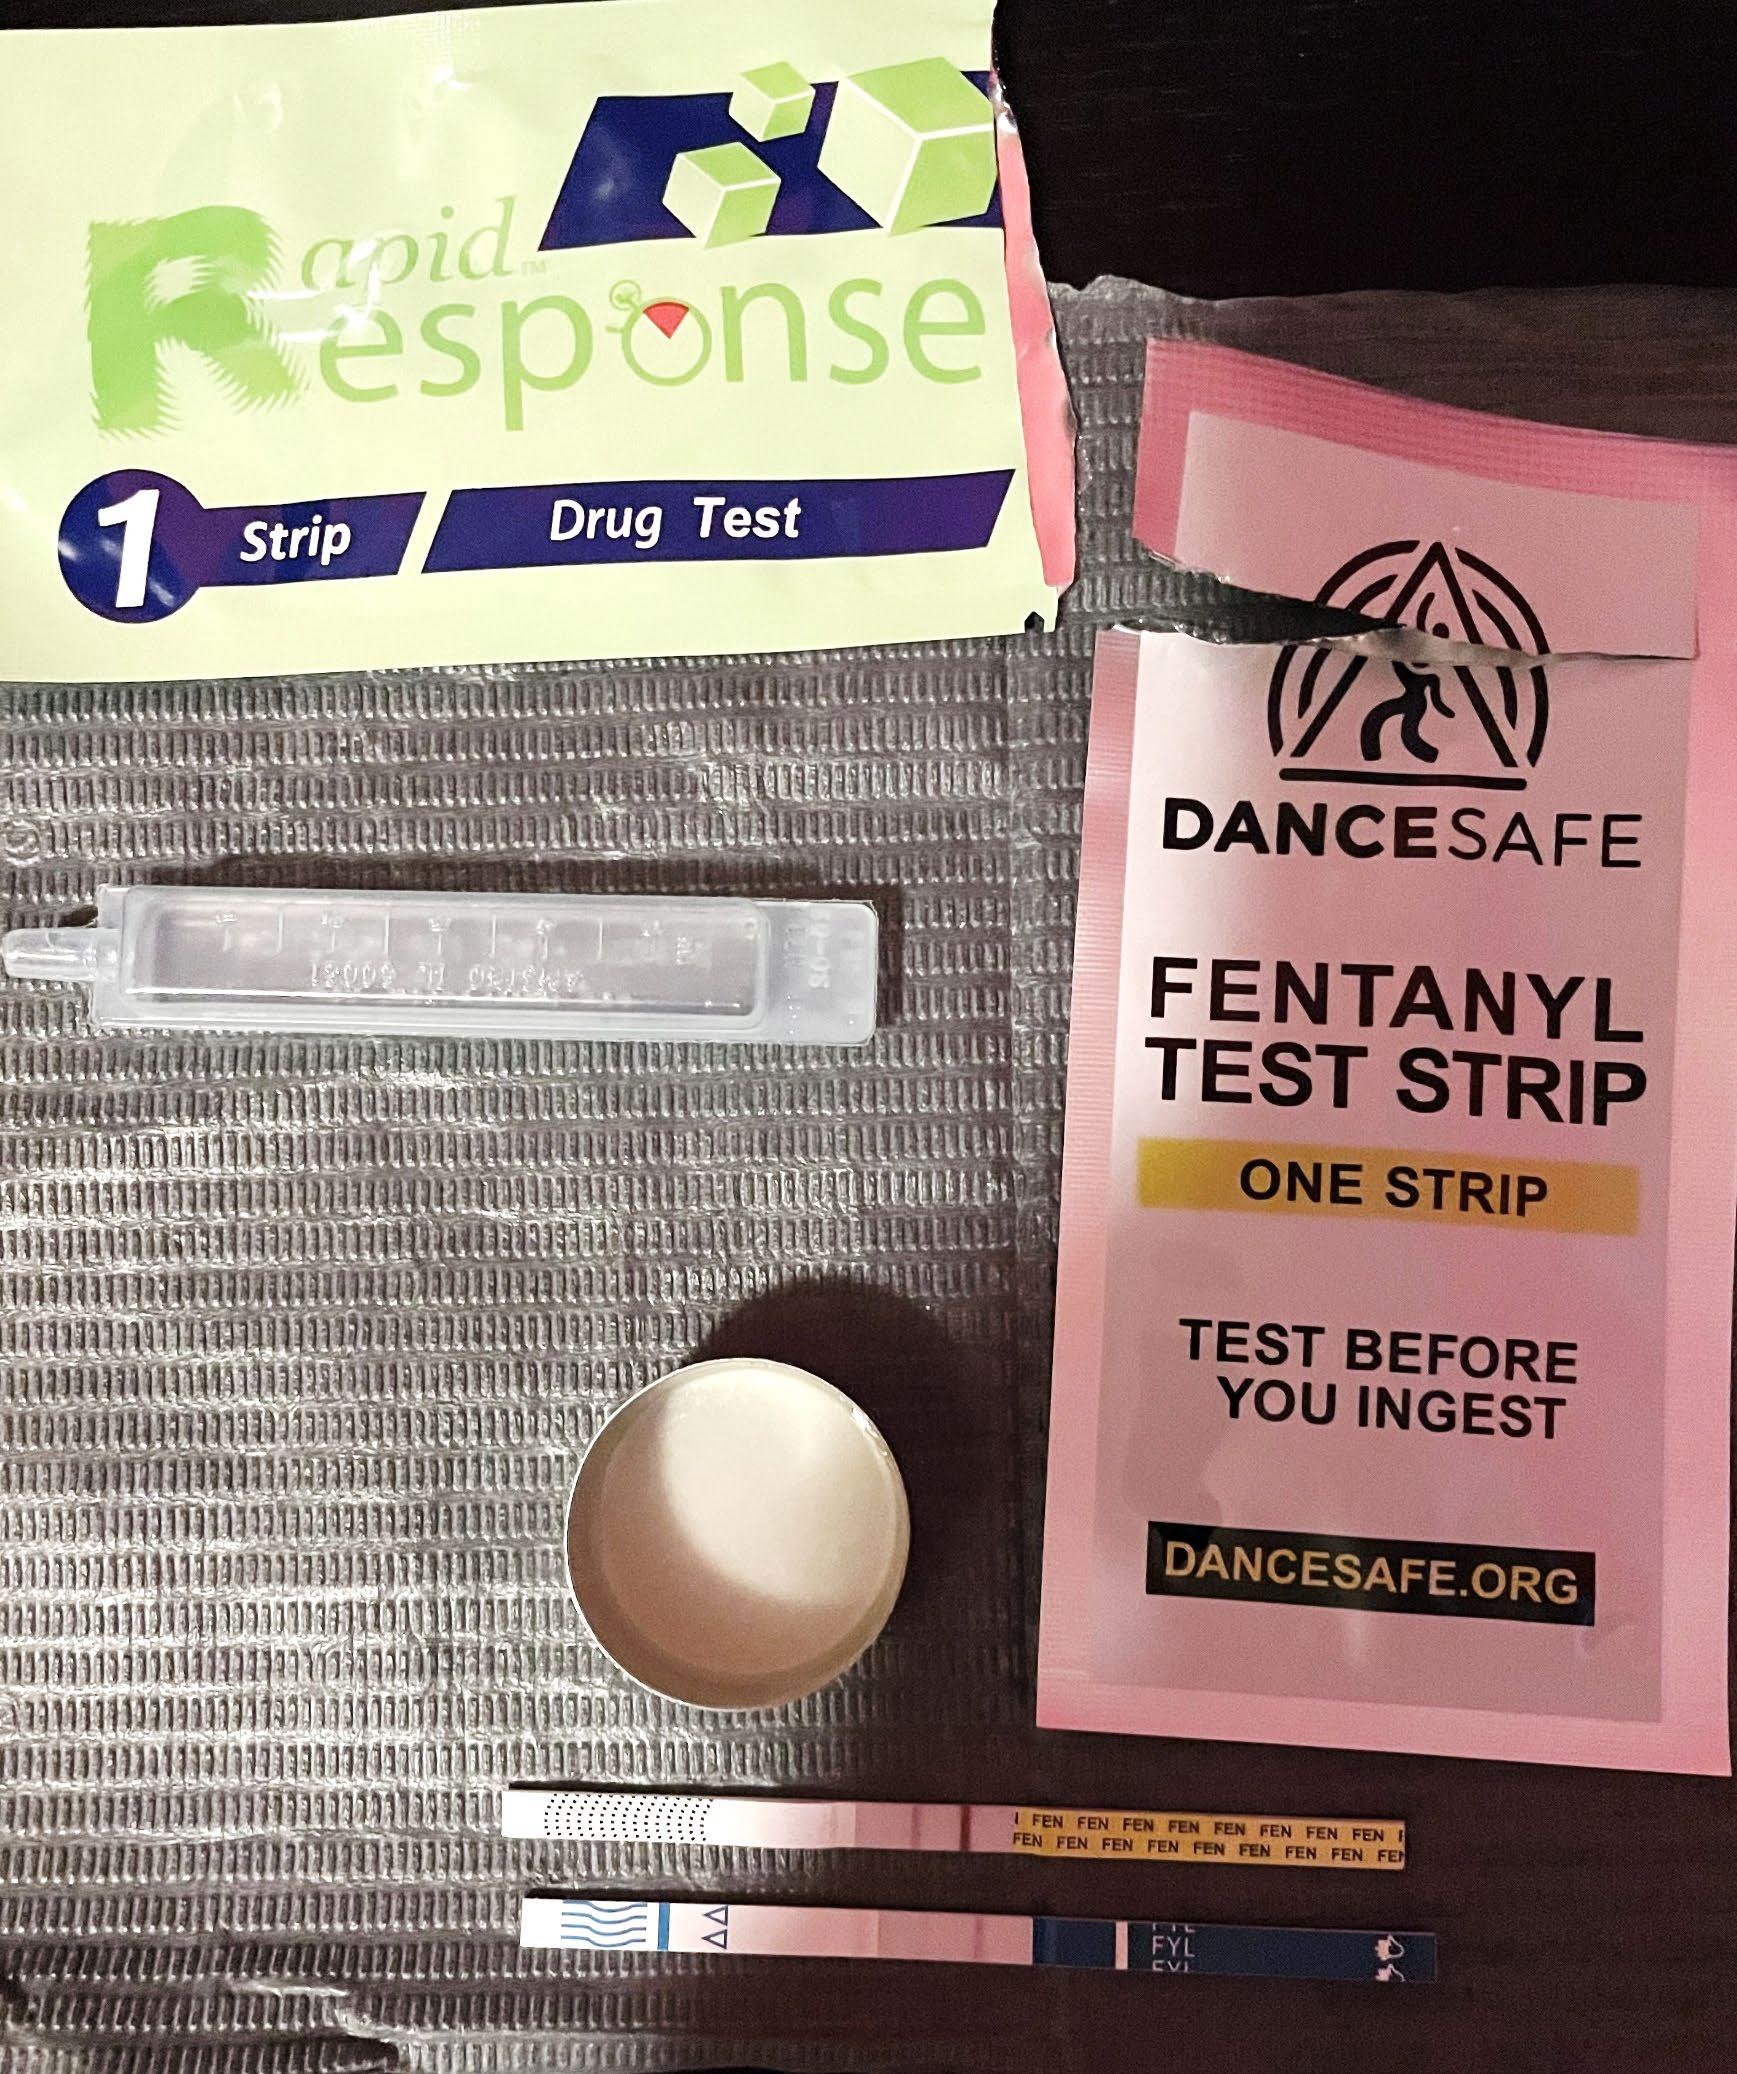 Rapid™
Response
1 Strip Drug Test
DANCESAFE
FENTANYL
TEST STRIP
ONE STRIP
TEST BEFORE
YOU INGEST
DANCESAFE.ORG
FEN FEN FEN FEN FEN FEN FEN FEN
FEN FEN FEN FEN FEN FEN FEN FEN
FYL